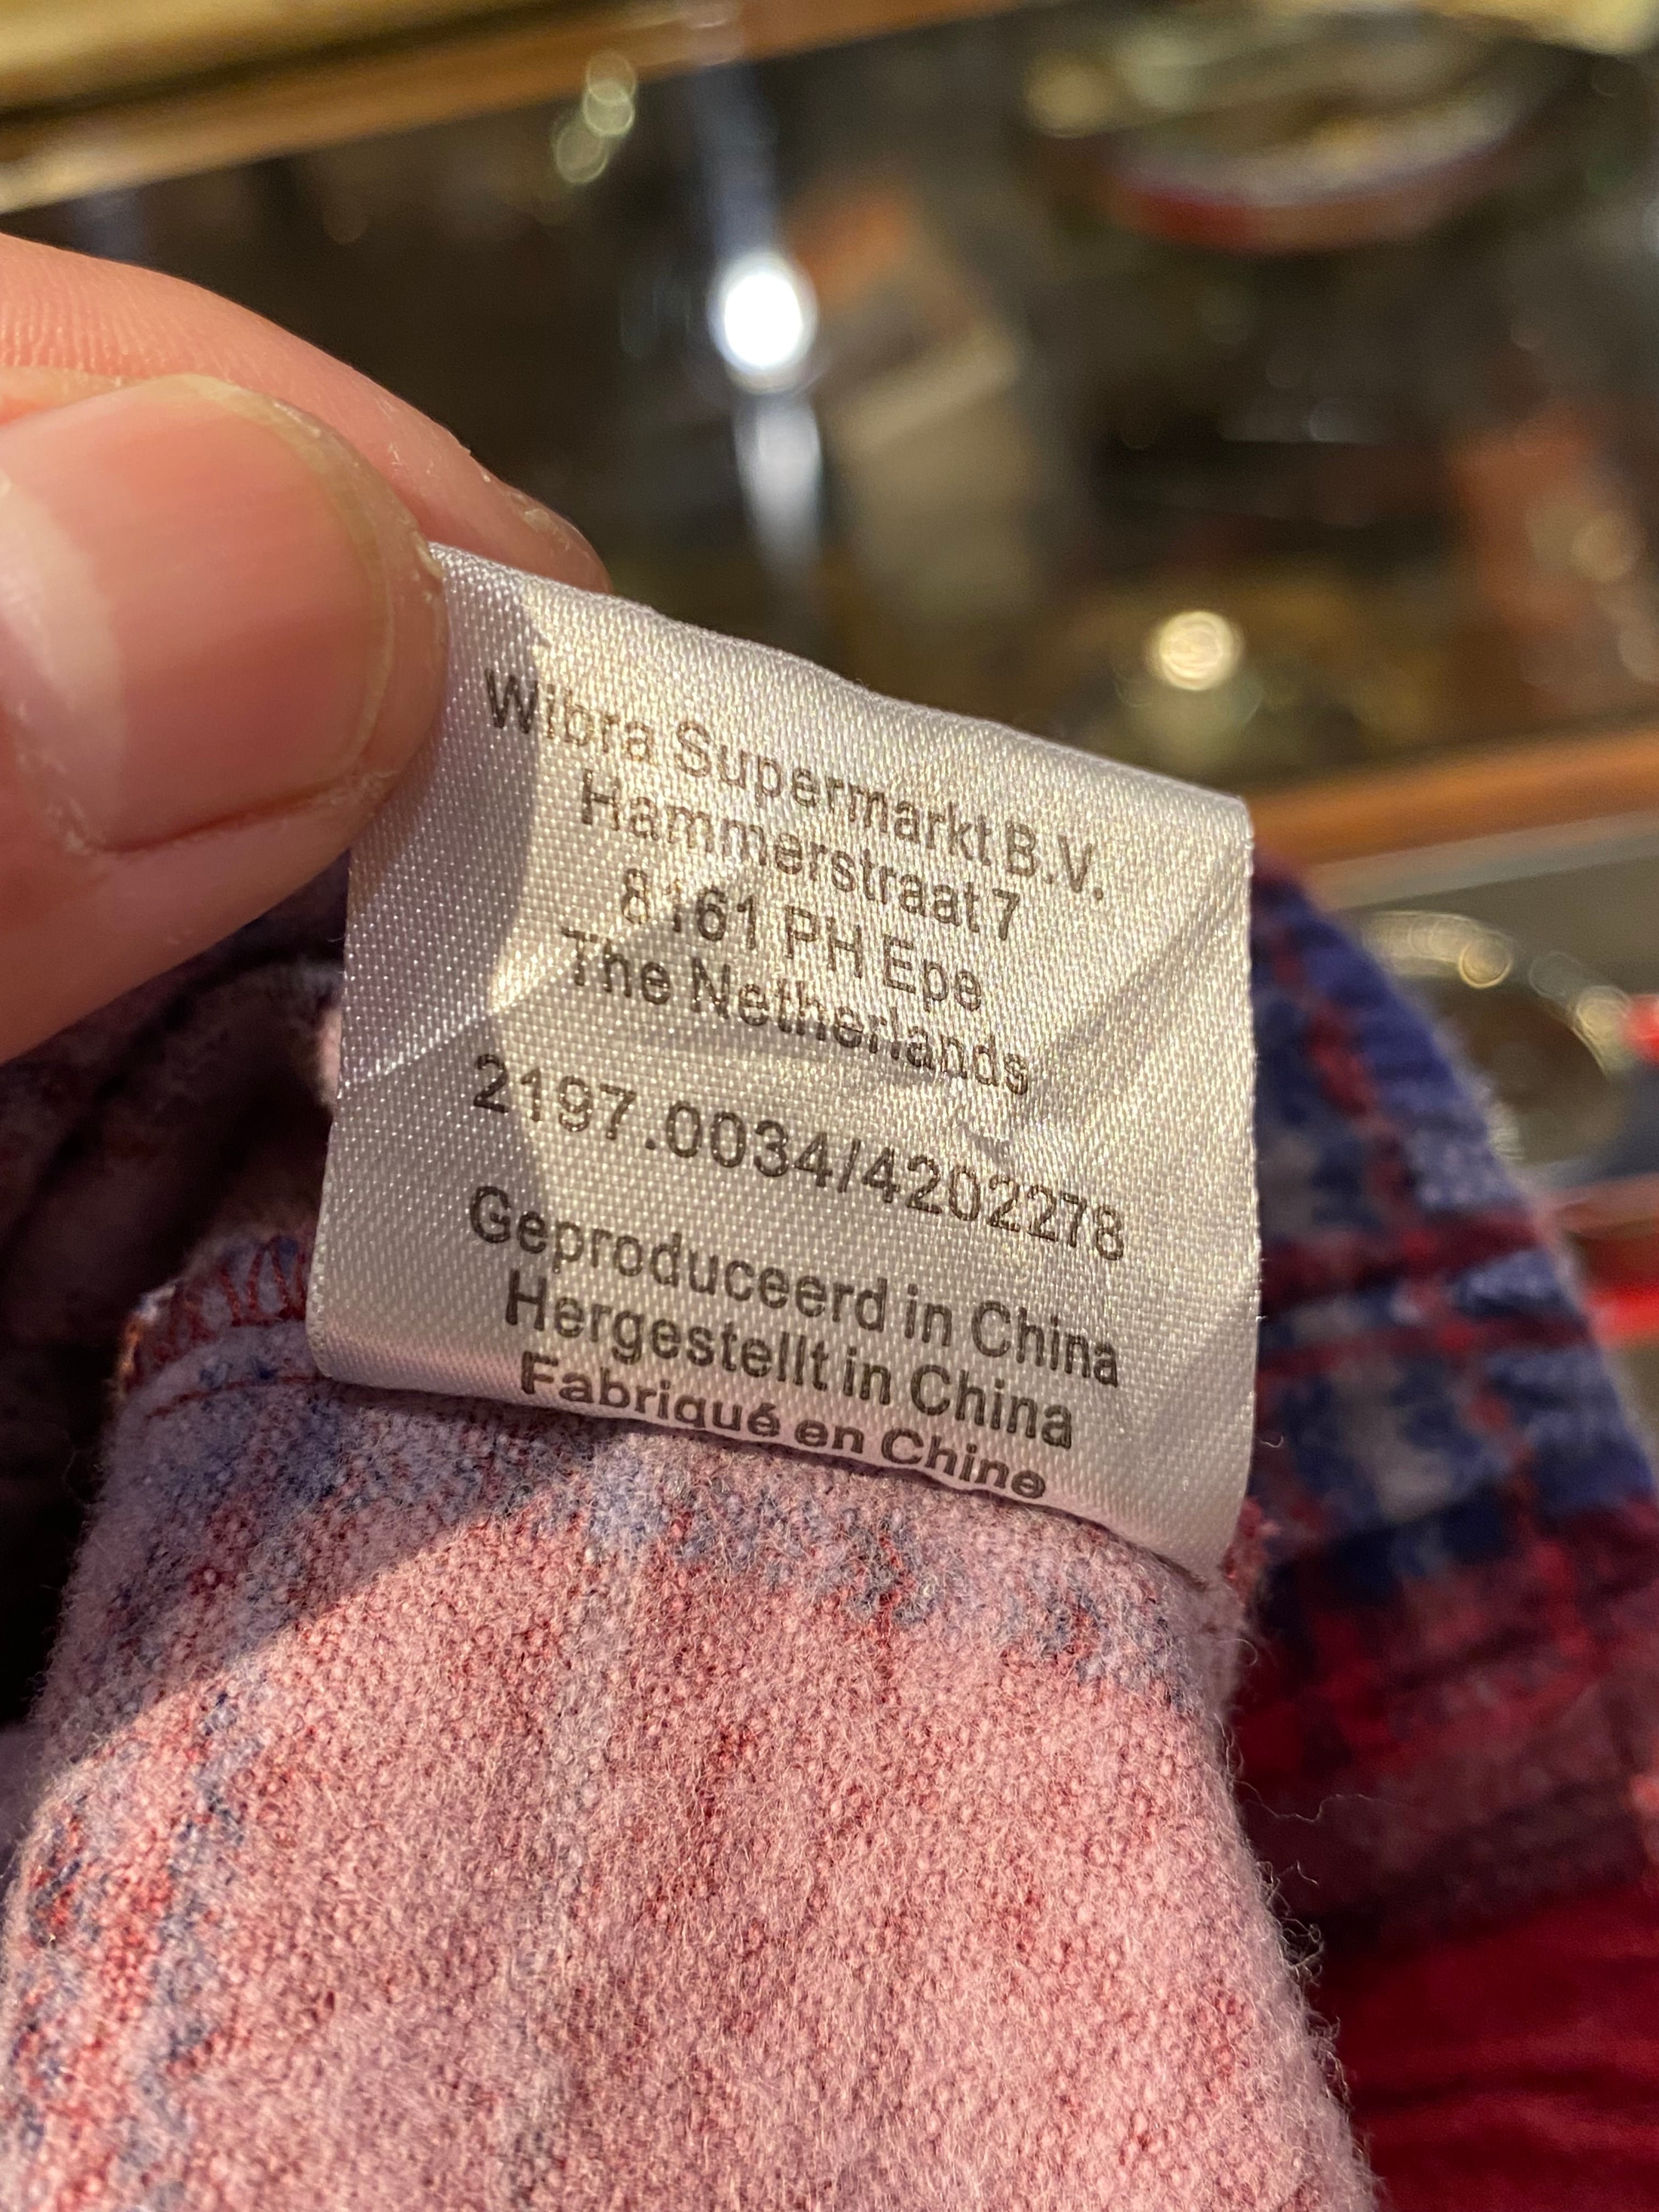 Wibra Supermarkt B.V.
Hammerstraat 7
8161 PH Epe
The Netherlands
2197.0034/4202278
Geproduceerd in China
Hergestellt in China
Fabriqué en Chine